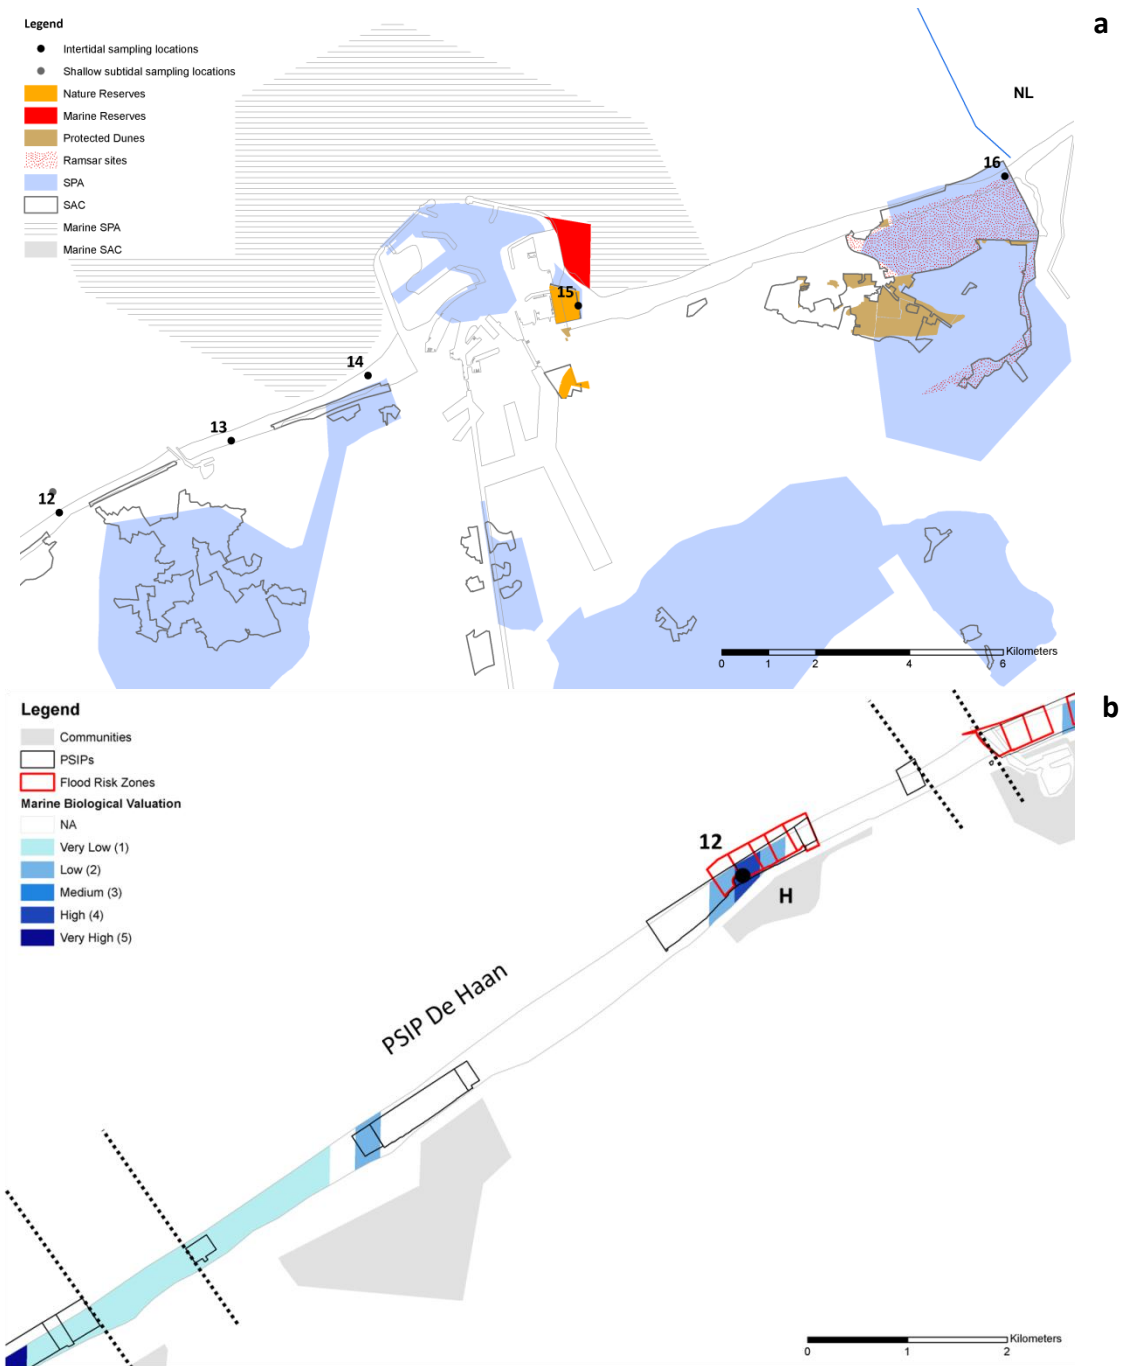 a
Legend
Intertidal sampling locations
Shallow subtidal sampling locations
Nature Reserves
Marine Reserves
Protected Dunes
Ramsar sites
SPA
SAC
Marine SPA
Marine SAC
NL
16
15
14
13
12
Kilometers
0 1 2 4 6
b
Legend
Communities
PSIPs
Flood Risk Zones
Marine Biological Valuation
NA
Very Low (1)
Low (2)
Medium (3)
High (4)
Very High (5)
12
H
PSIP De Haan
Kilometers
0 1 2